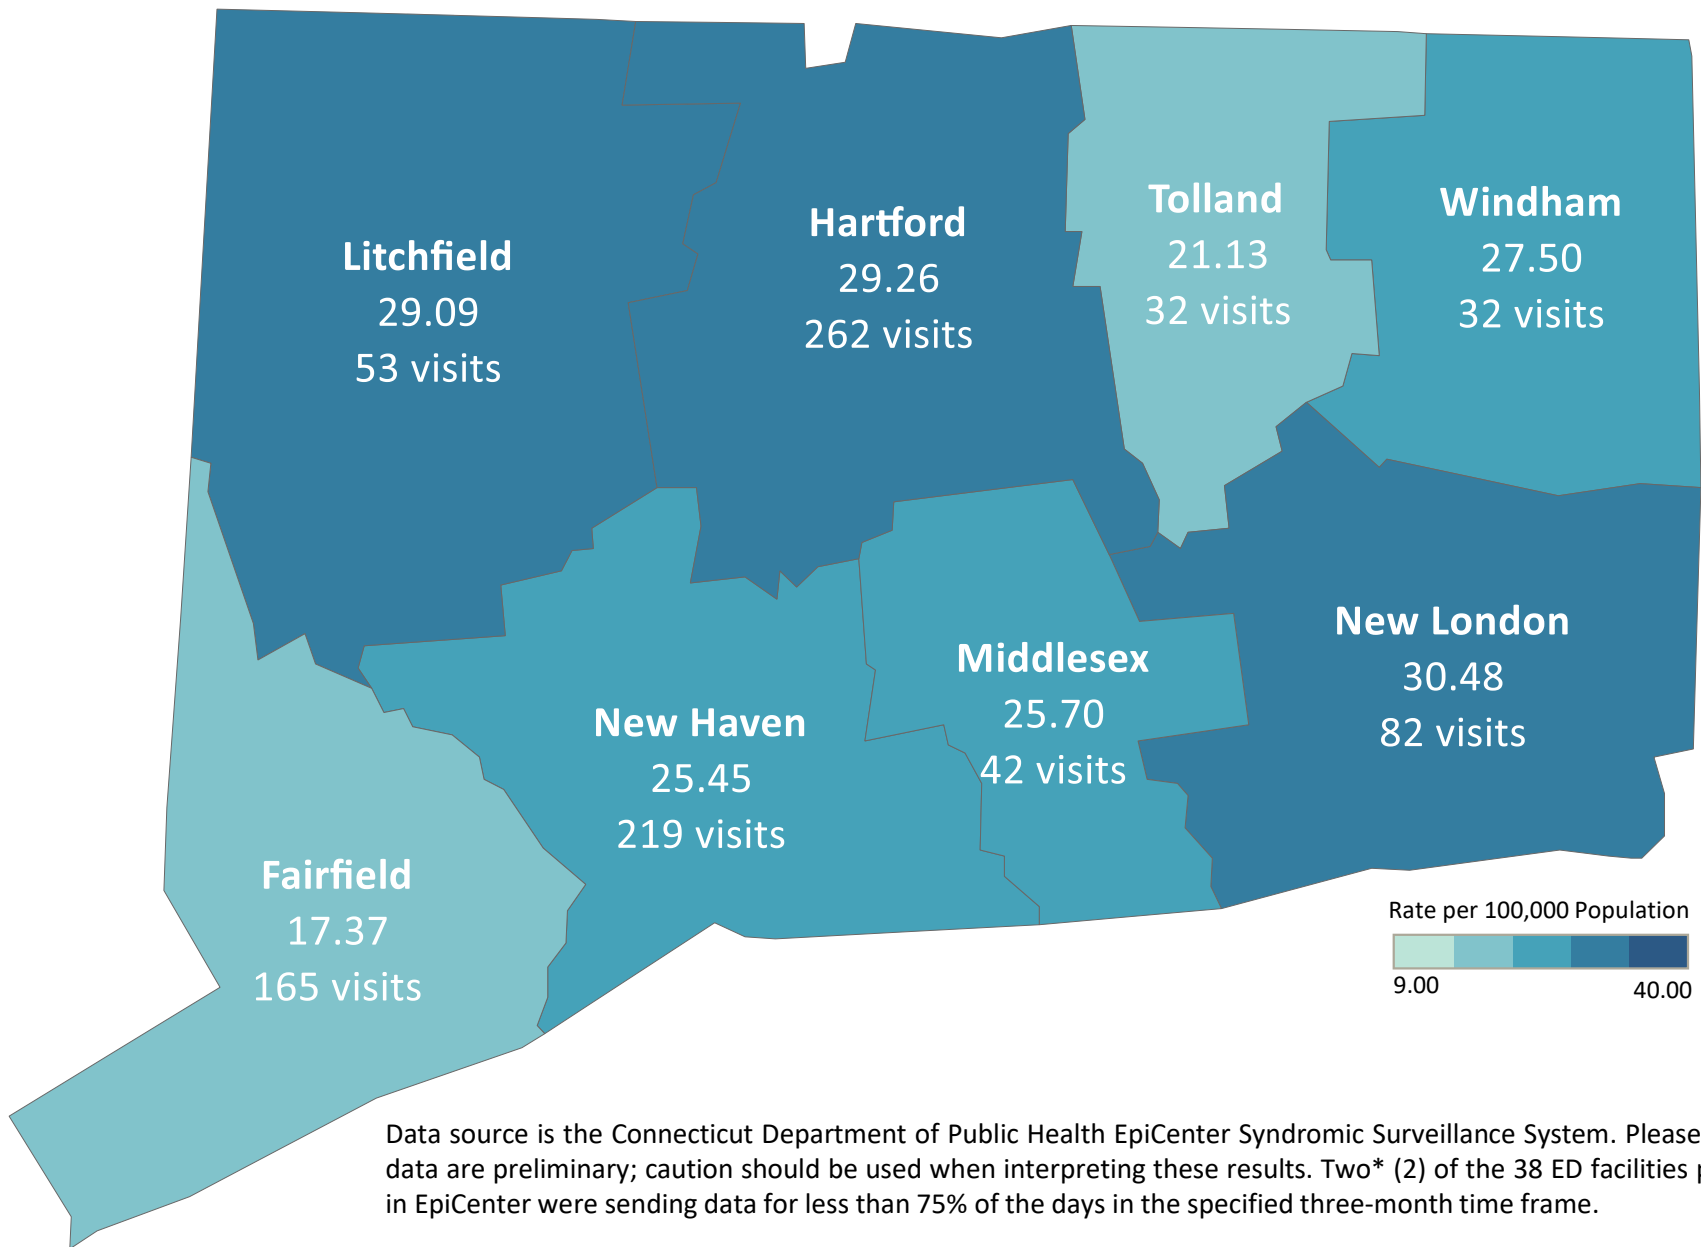 Litchfield
29.09
53 visits
Hartford
29.26
262 visits
Tolland
21.13
32 visits
Windham
27.50
32 visits
New Haven
25.45
219 visits
Middlesex
25.70
42 visits
New London
30.48
82 visits
Fairfield
17.37
165 visits
Rate per 100,000 Population
9.00
40.00
Data source is the Connecticut Department of Public Health EpiCenter Syndromic Surveillance System. Please
data are preliminary; caution should be used when interpreting these results. Two* (2) of the 38 ED facilities
in EpiCenter were sending data for less than 75% of the days in the specified three-month time frame.